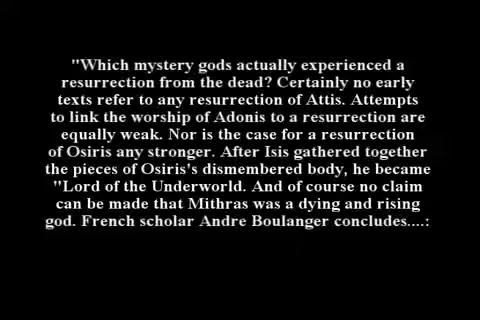 "Which mystery gods actually experienced a
resurrection from the dead? Certainly no early
texts refer to any resurrection of Attis. Attempts
to link the worship of Adonis to a resurrection are
equally weak. Nor is the case for a resurrection
of Osiris any stronger. After Isis gathered together
the pieces of Osiris's dismembered body, he became
"Lord of the Underworld. And of course no claim
can be made that Mithras was a dying and rising
god. French scholar Andre Boulanger concludes....: